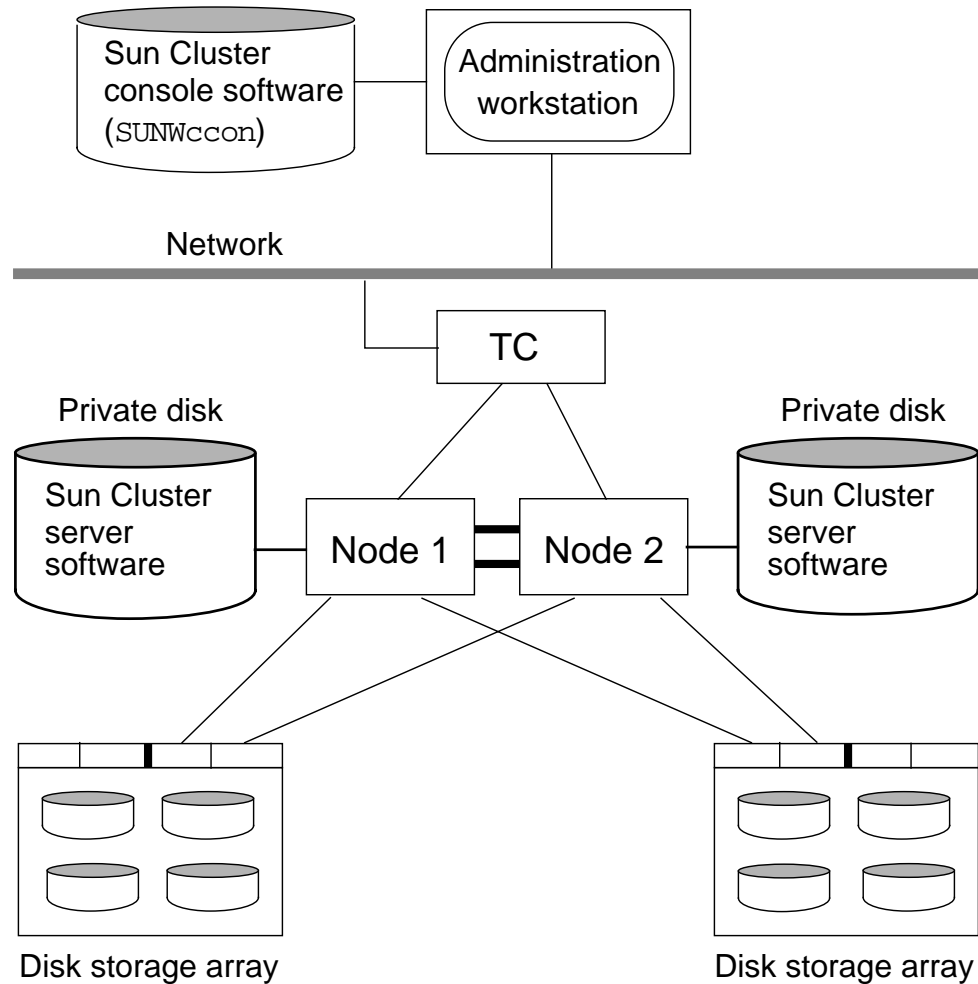 Sun Cluster
console software
(SUNWccon)
Administration
workstation
Network
TC
Private disk
Sun Cluster
server
software
Node 1
Node 2
Private disk
Sun Cluster
server
software
Disk storage array
Disk storage array